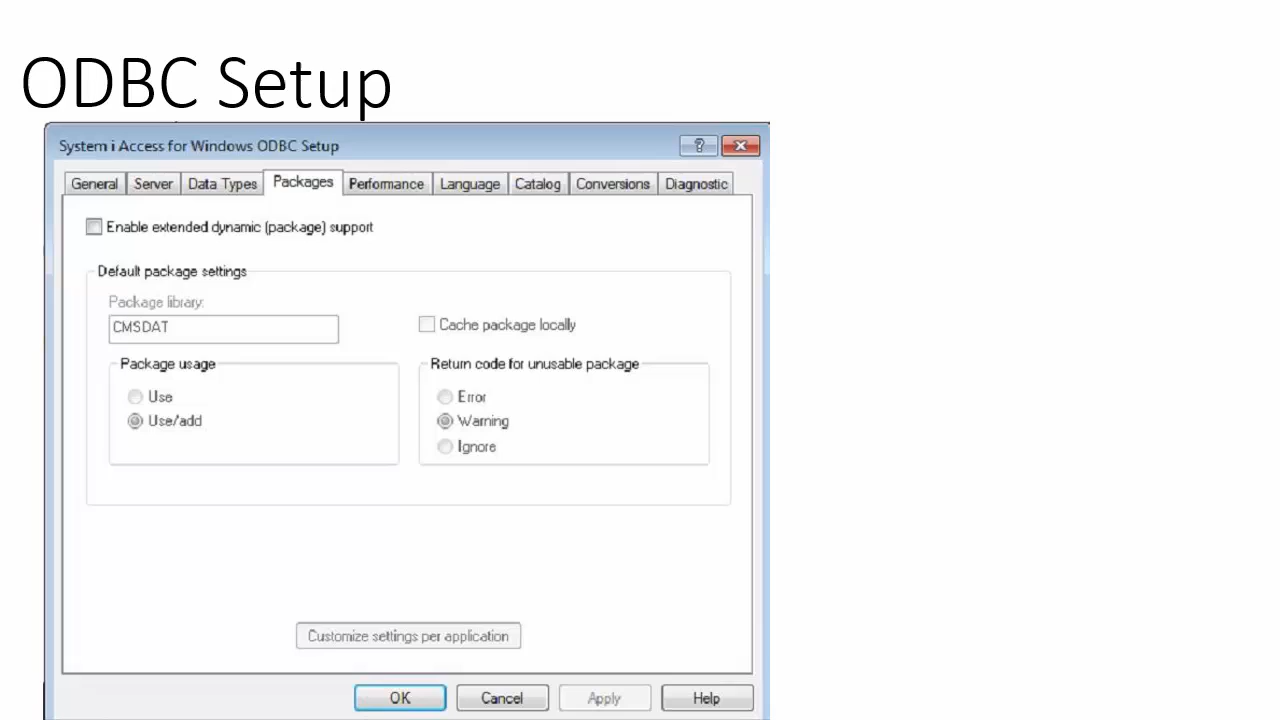 ODBC Setup
System i Access for Windows ODBC Setup
General Server Data Types Packages Performance Language Catalog Conversions Diagnostic
Enable extended dynamic (package) support
Default package settings
Package library:
CMSDAT
Cache package locally
Package usage
Use
Use/add
Return code for unusable package
Error
Warning
Ignore
Customize settings per application
OK Cancel Apply Help